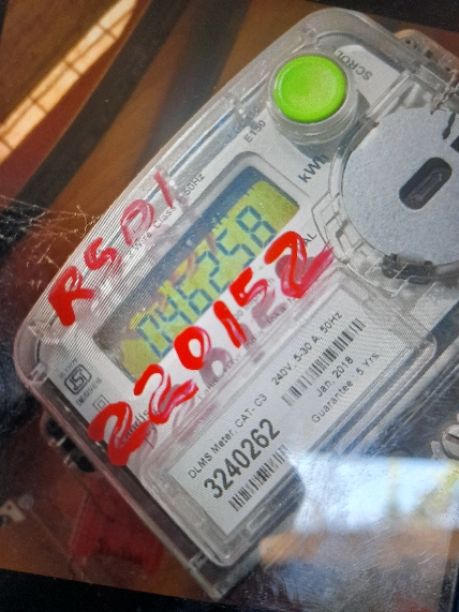 SCROLL
E150
kWh
50Hz
RSD1
046258
220152
DLMS Meter, CAT- C3 240V, 5-30 A, 50Hz
3240262
Jan. 2018
Guarantee : 5 Yrs.